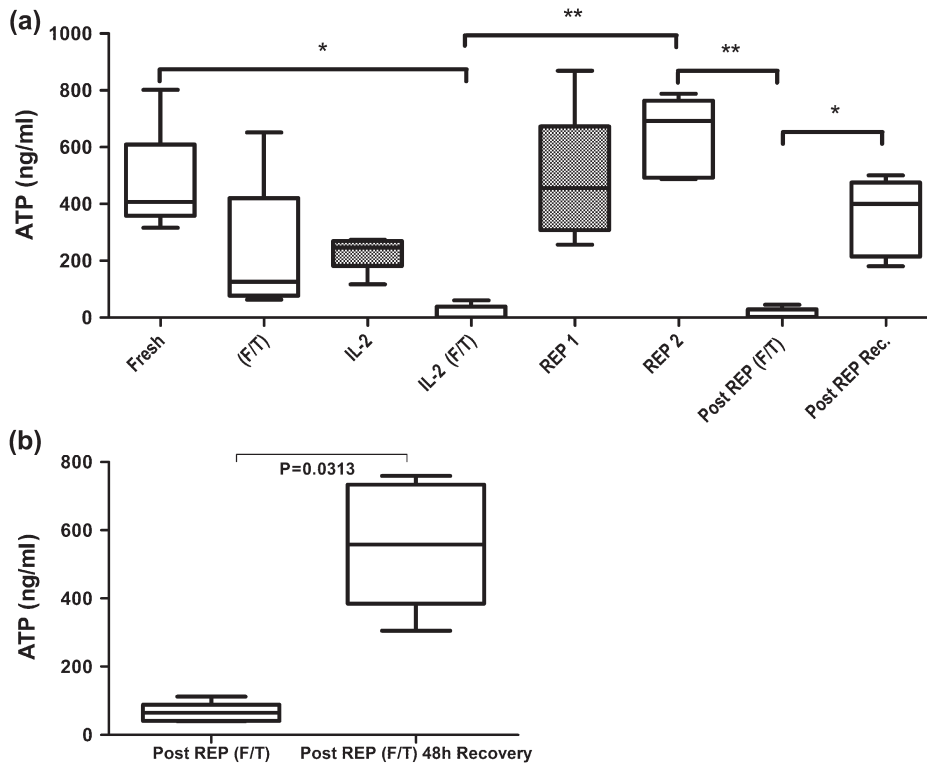 (a)
ATP (ng/ml)
1000
800
600
400
200
0
*
**
**
*
Fresh
(F/T)
IL-2
IL-2 (F/T)
REP 1
REP 2
Post REP (F/T)
Post REP Rec.
(b)
ATP (ng/ml)
800
600
400
200
0
P=0.0313
Post REP (F/T)
Post REP (F/T) 48h Recovery